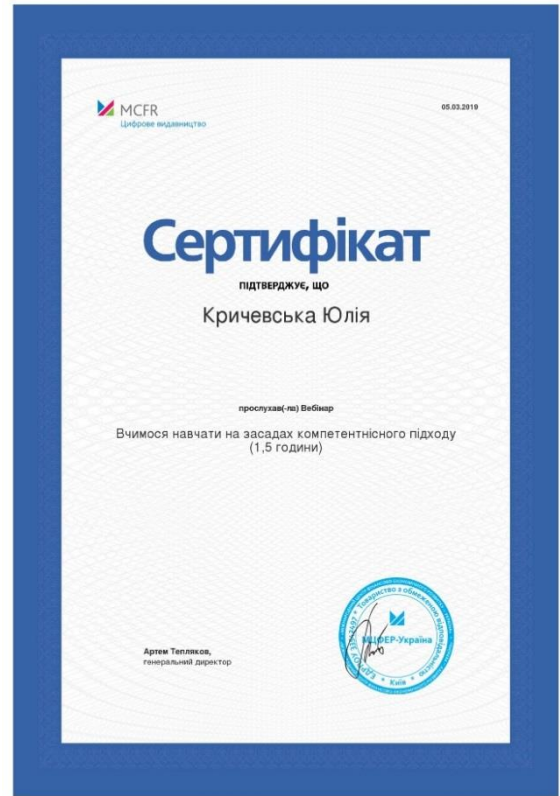 MCFR
Цифрове видавництво
05.03.2019
Сертифікат
ПІДТВЕРДЖУЄ, ЩО
Кричевська Юлія
прослухав(-ла) Вебінар
Вчимося навчати на засадах компетентнісного підходу
(1,5 години)
Артем Тепляков,
генеральний директор
Товариство з обмеженою відповідальністю
МЦФЕР-Україна
Київ